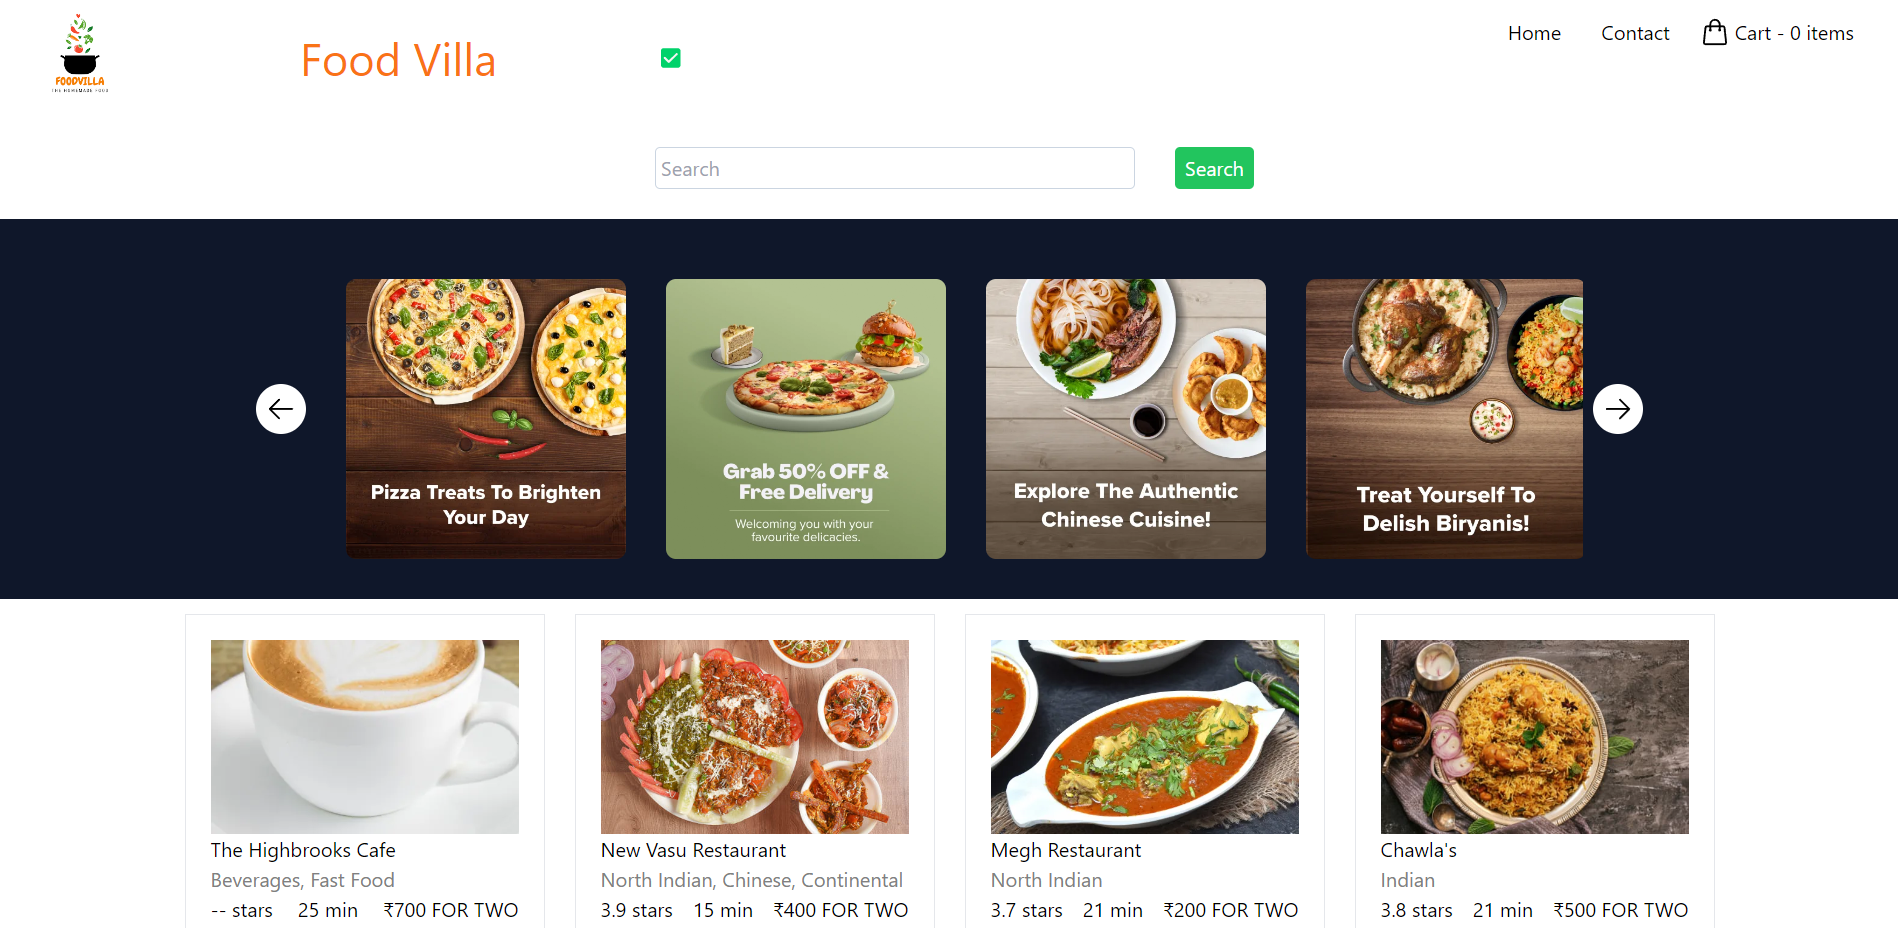 FOODVILLA
THE HOMEMADE FOOD
Food Villa
Home
Contact
Cart - 0 items
Search
Search
Pizza Treats To Brighten
Your Day
Grab 50% OFF &
Free Delivery
Welcoming you with your
favourite delicacies.
Explore The Authentic
Chinese Cuisine!
Treat Yourself To
Delish Biryanis!
The Highbrooks Cafe
Beverages, Fast Food
-- stars 25 min ₹700 FOR TWO
New Vasu Restaurant
North Indian, Chinese, Continental
3.9 stars 15 min ₹400 FOR TWO
Megh Restaurant
North Indian
3.7 stars 21 min ₹200 FOR TWO
Chawla's
Indian
3.8 stars 21 min ₹500 FOR TWO